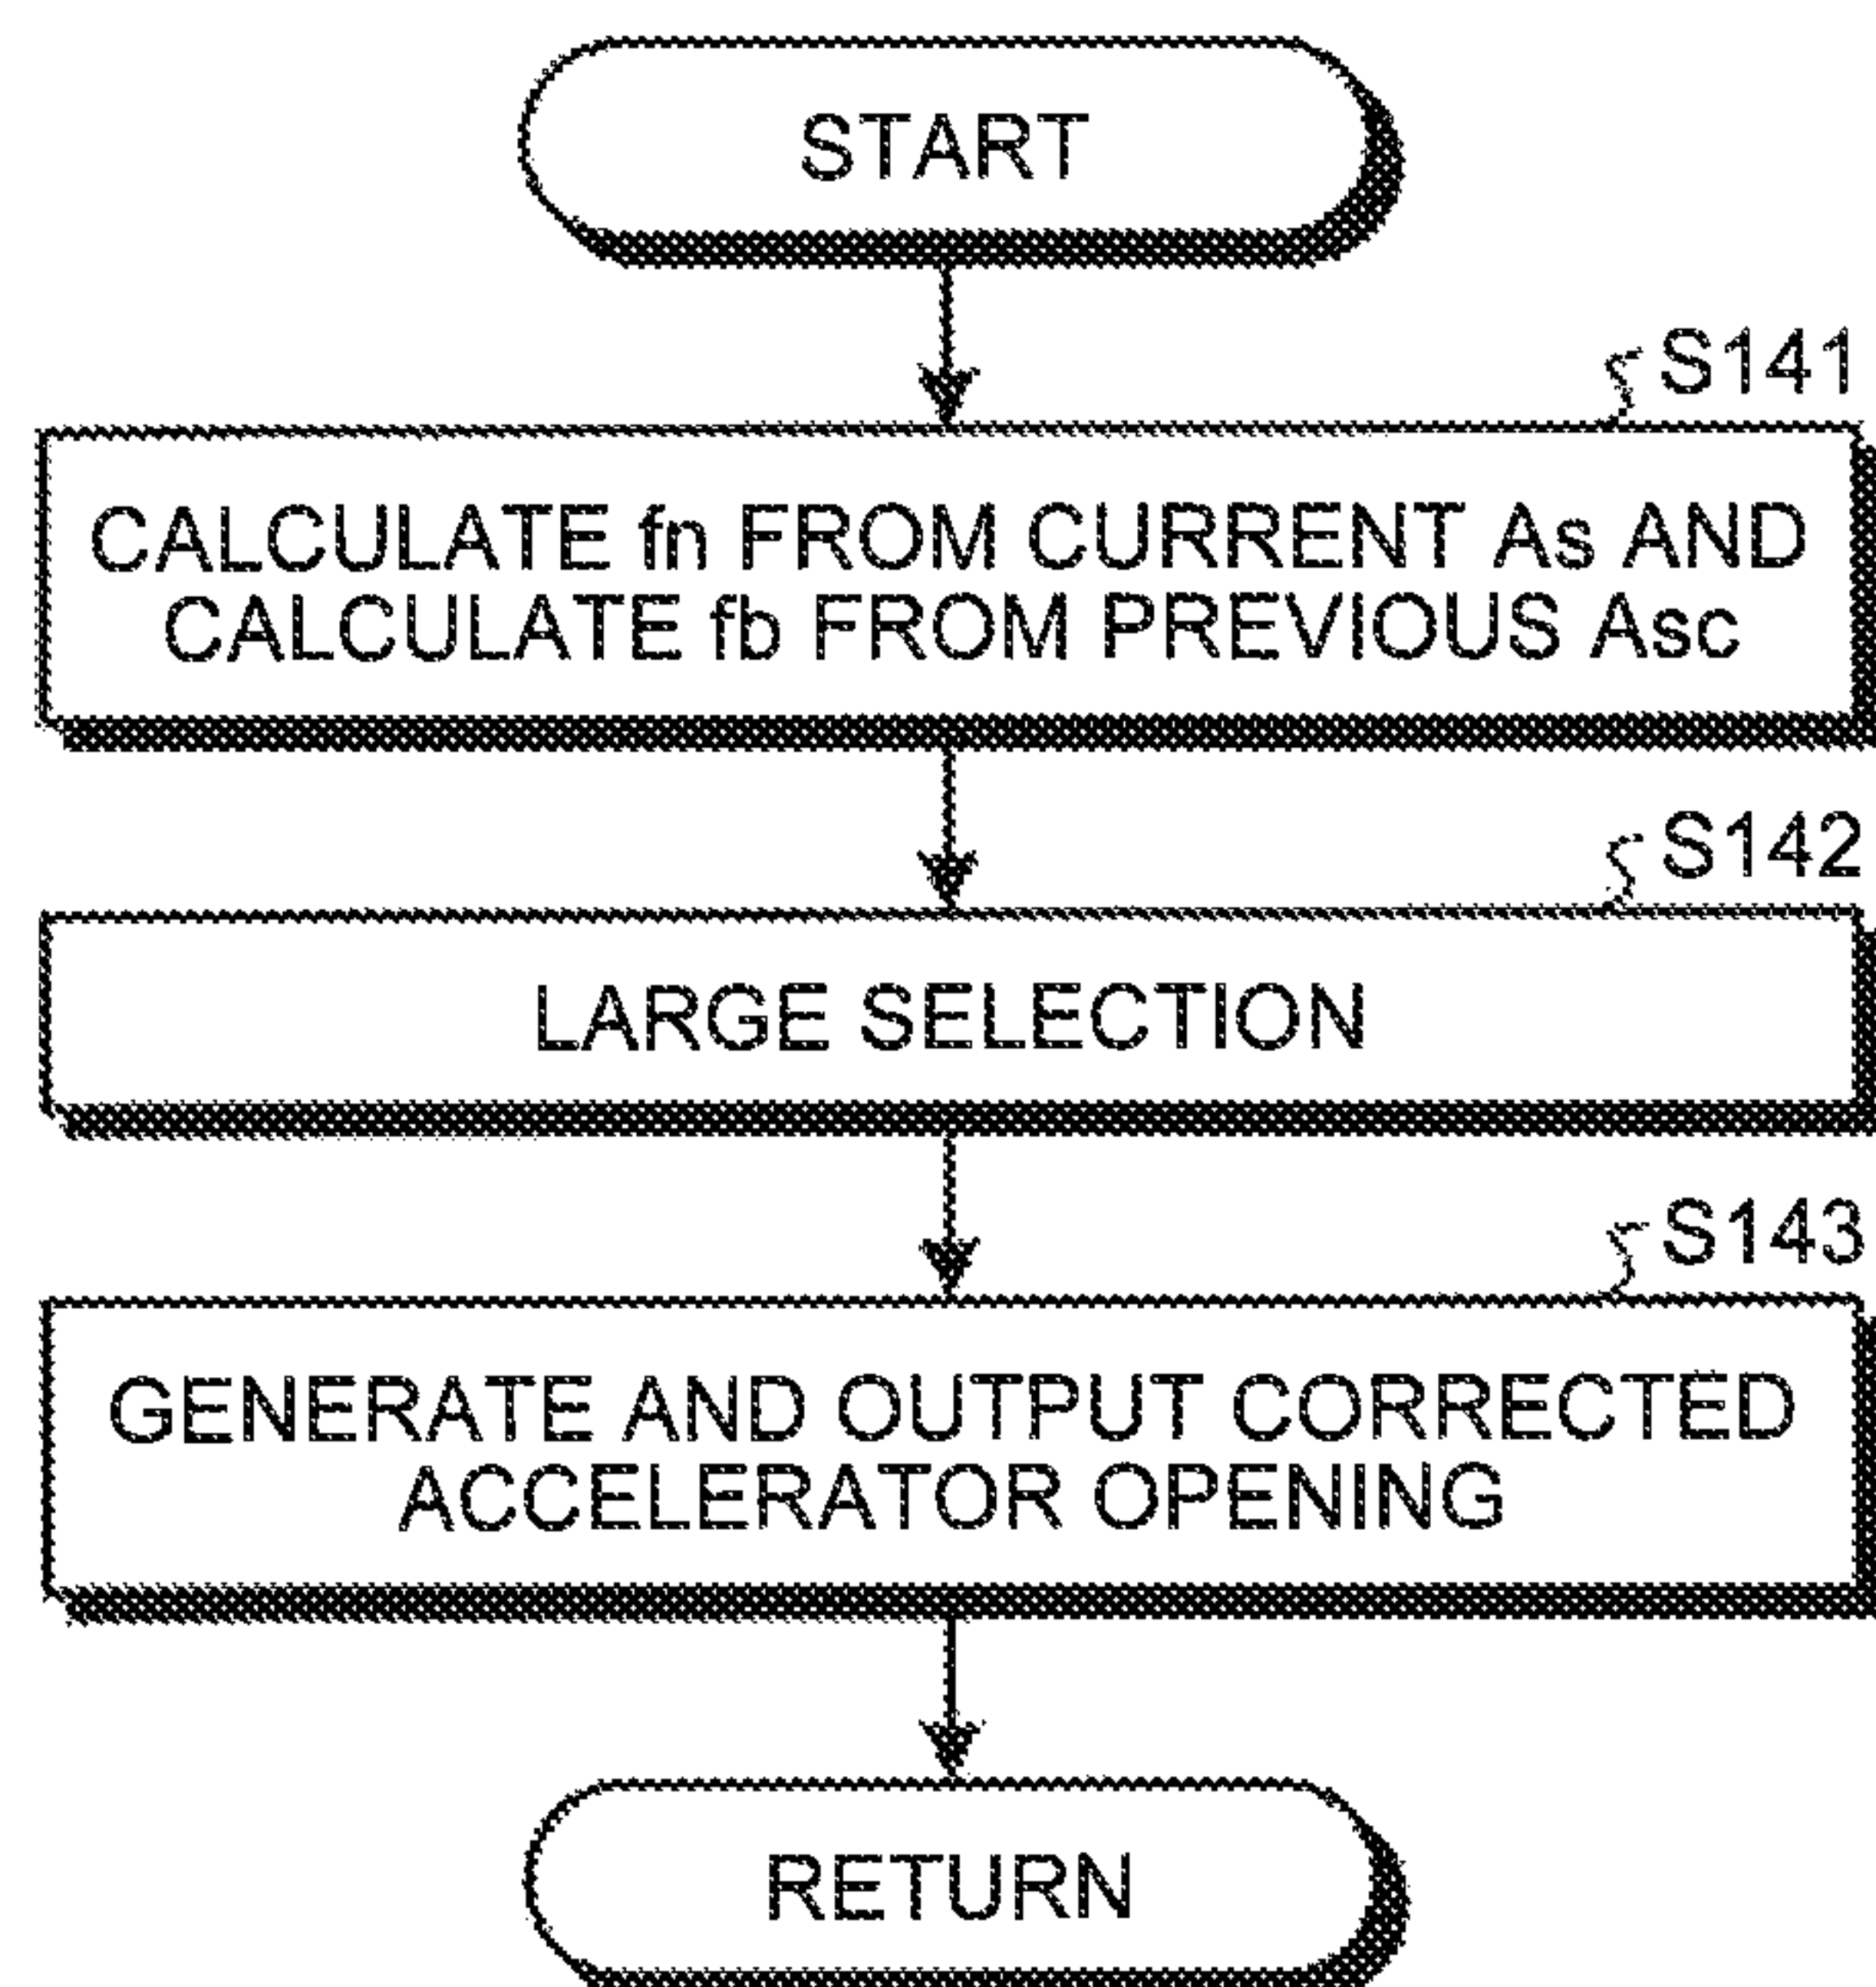 START
S141
CALCULATE fn FROM CURRENT As AND
CALCULATE fb FROM PREVIOUS Asc
S142
LARGE SELECTION
S143
GENERATE AND OUTPUT CORRECTED
ACCELERATOR OPENING
RETURN